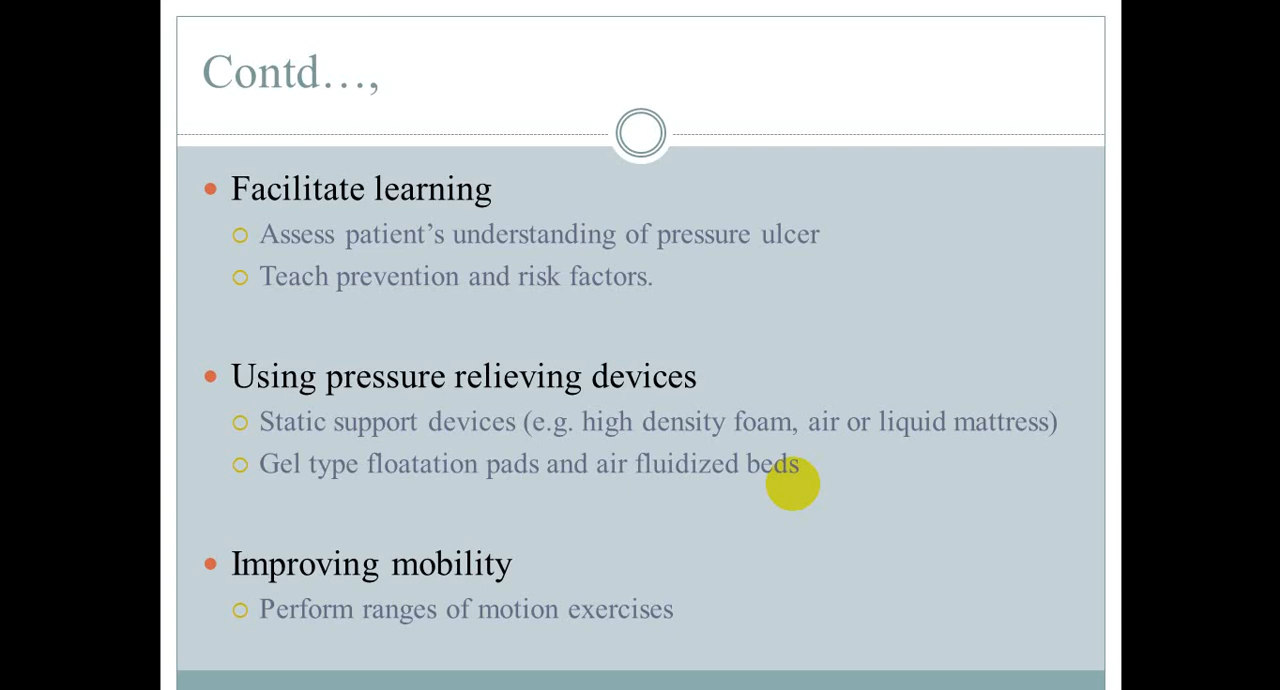 Contd…,
Facilitate learning
Assess patient’s understanding of pressure ulcer
Teach prevention and risk factors.
Using pressure relieving devices
Static support devices (e.g. high density foam, air or liquid mattress)
Gel type floatation pads and air fluidized beds
Improving mobility
Perform ranges of motion exercises